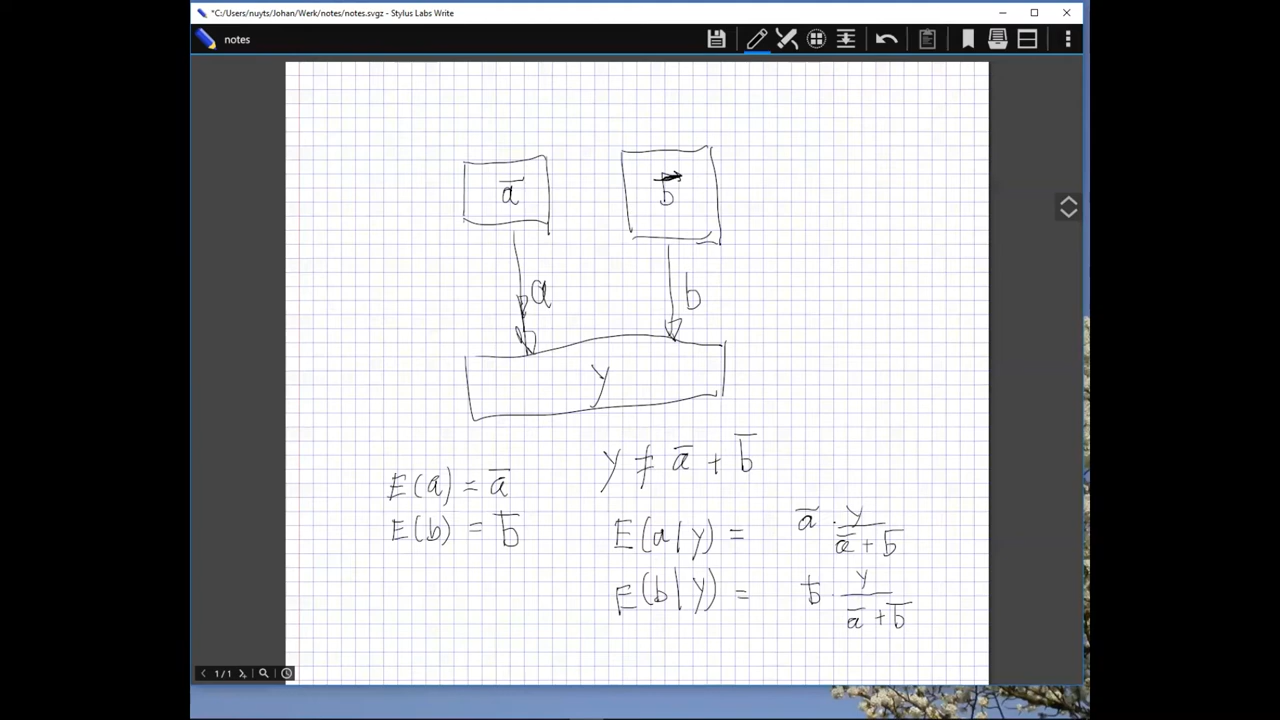 *C:/Users/nuyts/Johan/Werk/notes/notes.svgz - Stylus Labs Write
notes
a̅
b̅
a
b
y
y ≠ a̅ + b̅
E(a) = a̅
E(b) = b̅
E(a|y) = a̅ · y / (a̅ + b̅)
E(b|y) = b̅ · y / (a̅ + b̅)
1/1